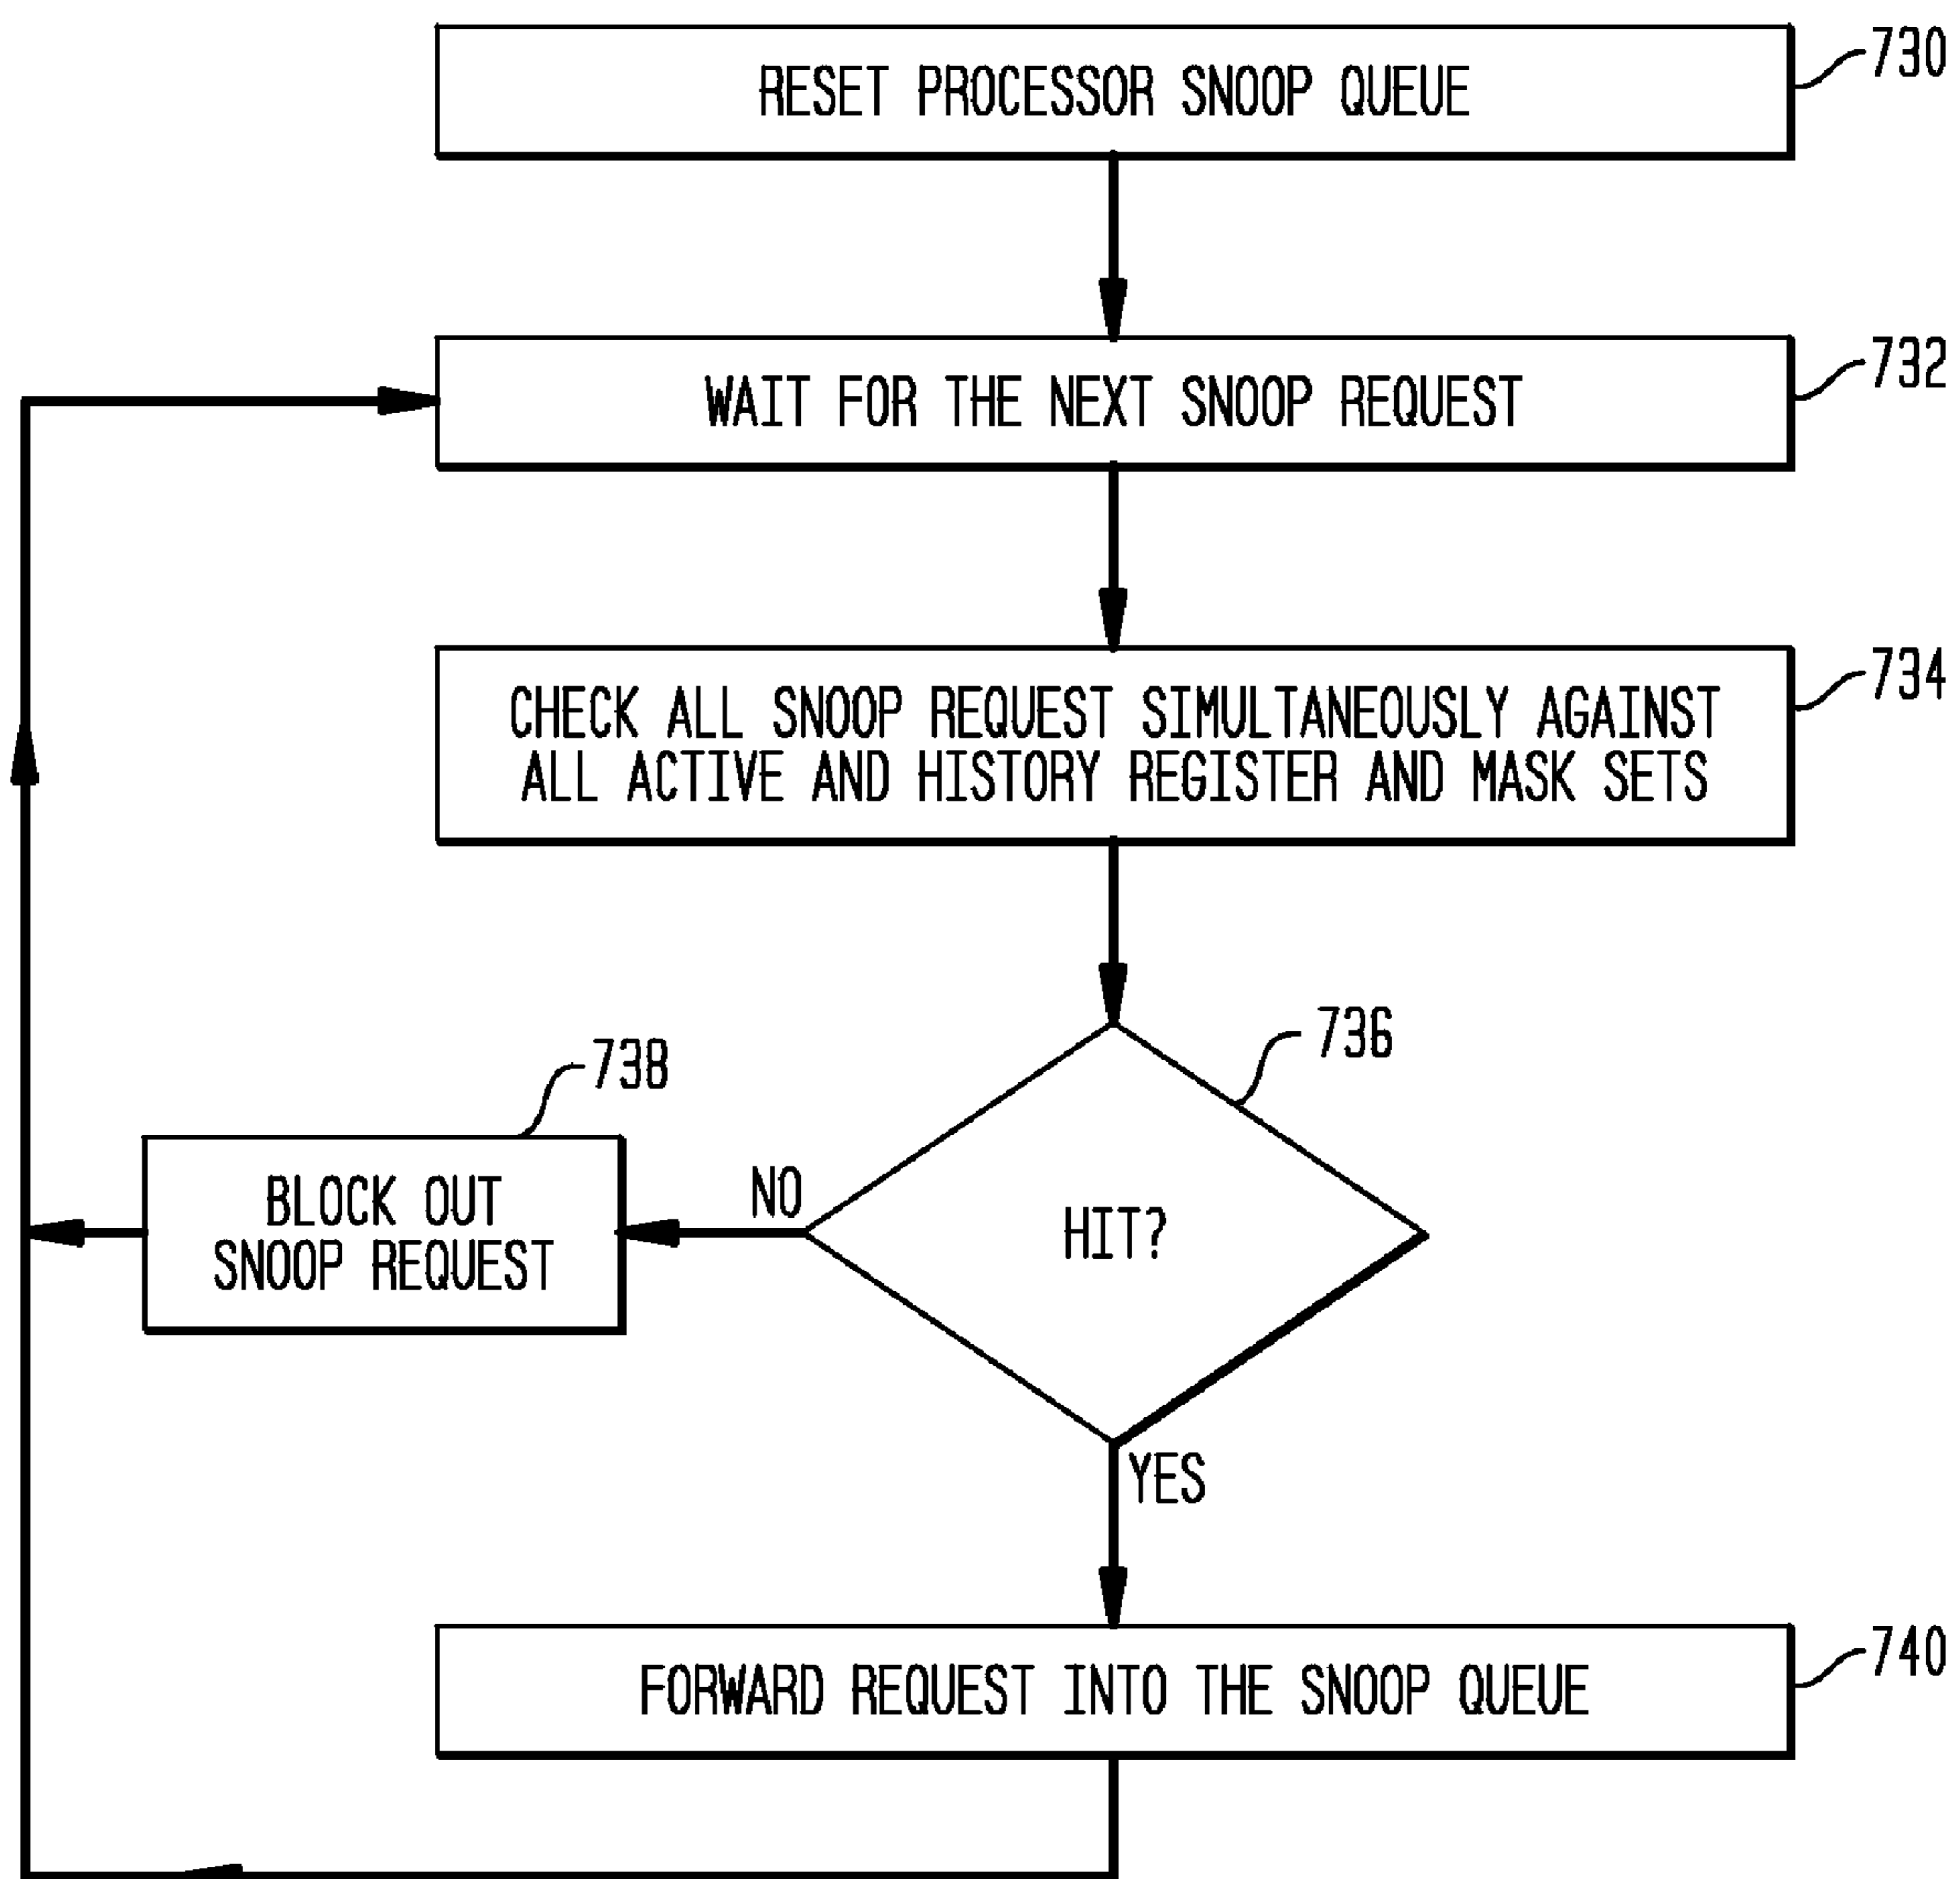 RESET PROCESSOR SNOOP QUEUE
730
WAIT FOR THE NEXT SNOOP REQUEST
732
CHECK ALL SNOOP REQUEST SIMULTANEOUSLY AGAINST
ALL ACTIVE AND HISTORY REGISTER AND MASK SETS
734
736
738
BLOCK OUT
SNOOP REQUEST
NO
HIT?
YES
FORWARD REQUEST INTO THE SNOOP QUEUE
740